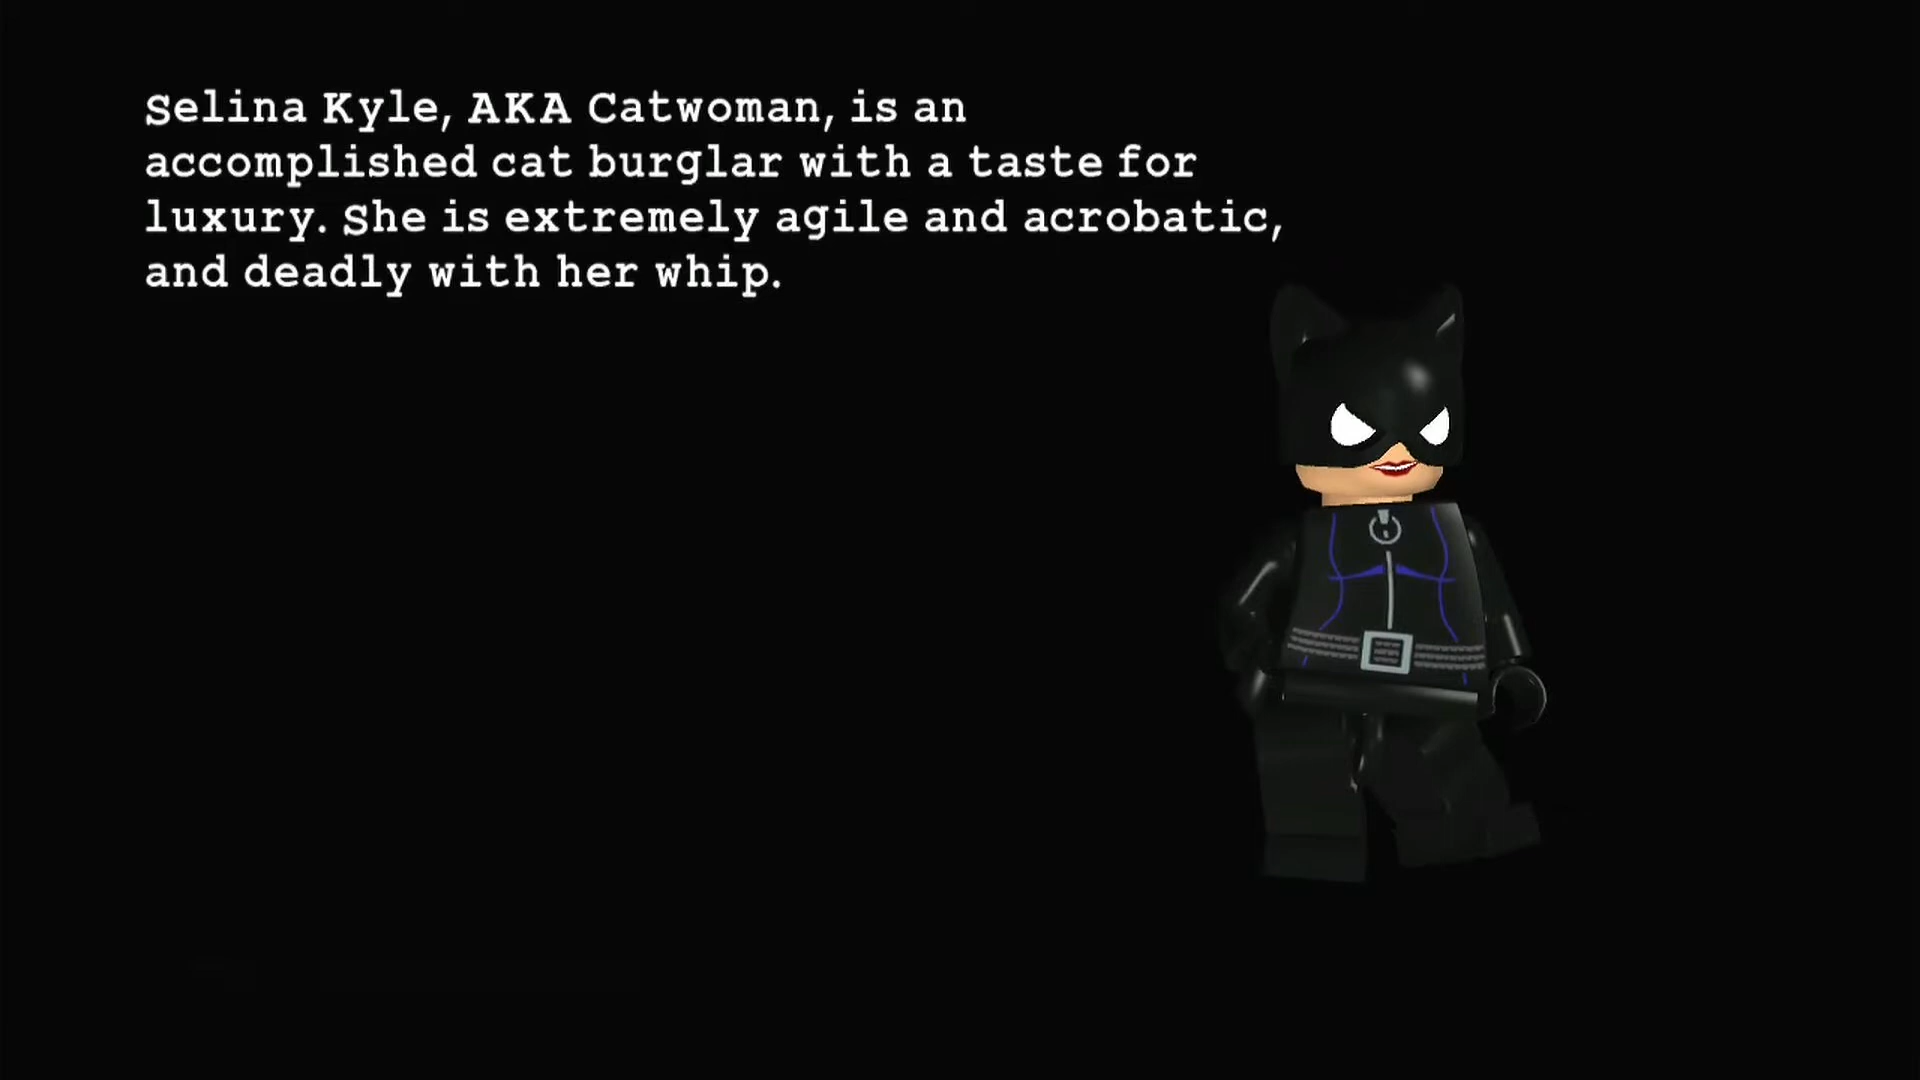 Selina Kyle, AKA Catwoman, is an
accomplished cat burglar with a taste for
luxury. She is extremely agile and acrobatic,
and deadly with her whip.